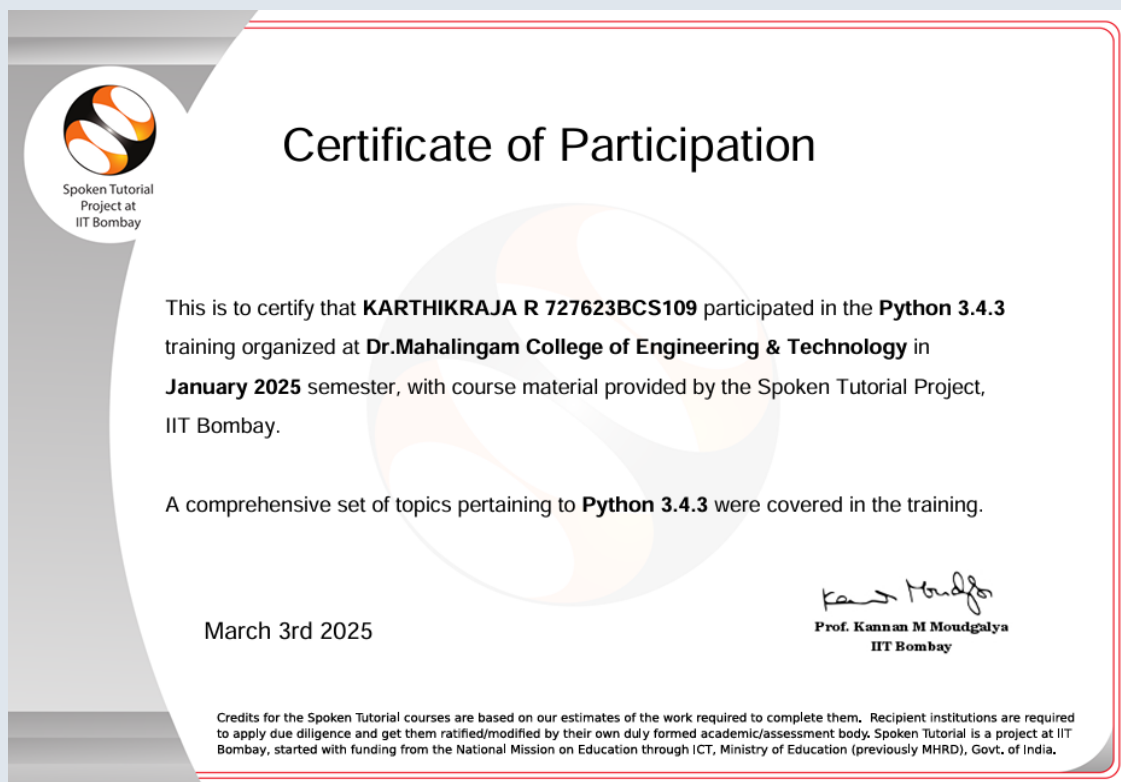 Spoken Tutorial
Project at
IIT Bombay
Certificate of Participation
This is to certify that KARTHIKRAJA R 727623BCS109 participated in the Python 3.4.3
training organized at Dr.Mahalingam College of Engineering & Technology in
January 2025 semester, with course material provided by the Spoken Tutorial Project,
IIT Bombay.
A comprehensive set of topics pertaining to Python 3.4.3 were covered in the training.
March 3rd 2025
Kannan Moudgalya
Prof. Kannan M Moudgalya
IIT Bombay
Credits for the Spoken Tutorial courses are based on our estimates of the work required to complete them. Recipient institutions are required
to apply due diligence and get them ratified/modified by their own duly formed academic/assessment body. Spoken Tutorial is a project at IIT
Bombay, started with funding from the National Mission on Education through ICT, Ministry of Education (previously MHRD), Govt. of India.